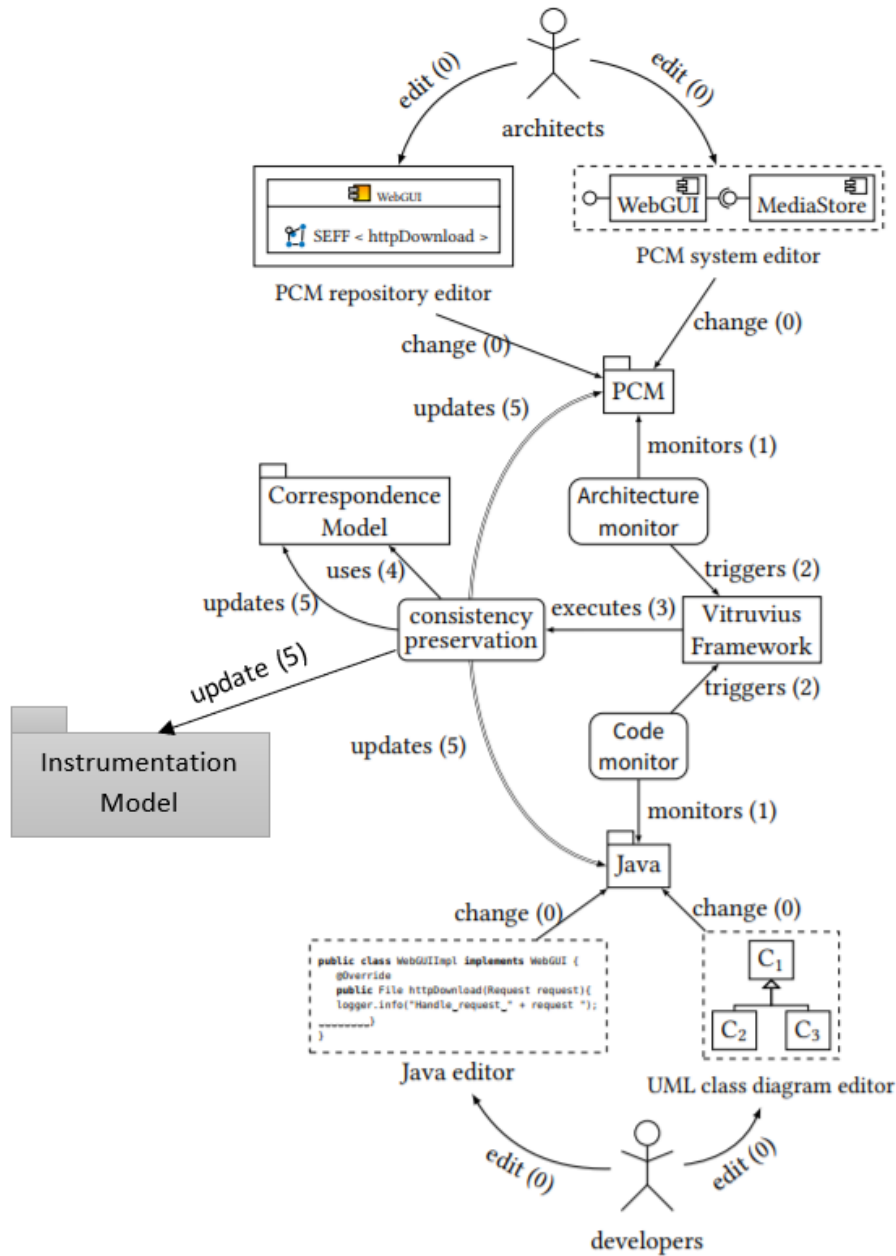 edit (0)
edit (0)
architects
WebGUI
SEFF < httpDownload >
WebGUI
MediaStore
PCM repository editor
PCM system editor
change (0)
change (0)
PCM
updates (5)
monitors (1)
Correspondence
Model
Architecture
monitor
uses (4)
triggers (2)
updates (5)
consistency
preservation
executes (3)
Vitruvius
Framework
update (5)
triggers (2)
Instrumentation
Model
updates (5)
Code
monitor
monitors (1)
Java
change (0)
change (0)
public class WebGUIImpl implements WebGUI {
@Override
public File httpDownload(Request request){
logger.info("Handle_request_" + request ");
________}
}
C1
C2
C3
Java editor
UML class diagram editor
edit (0)
edit (0)
developers